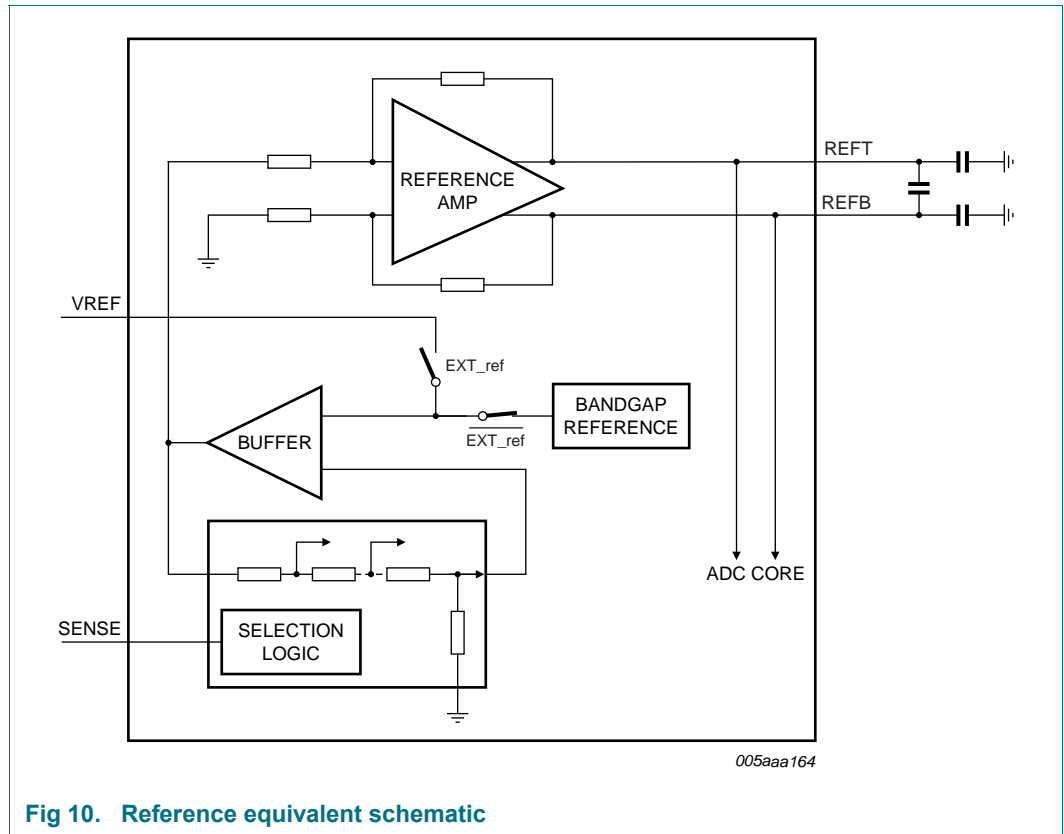 REFERENCE
AMP
REFT
REFB
VREF
EXT_ref
BANDGAP
REFERENCE
EXT_ref
BUFFER
ADC CORE
SENSE
SELECTION
LOGIC
005aaa164
Fig 10. Reference equivalent schematic